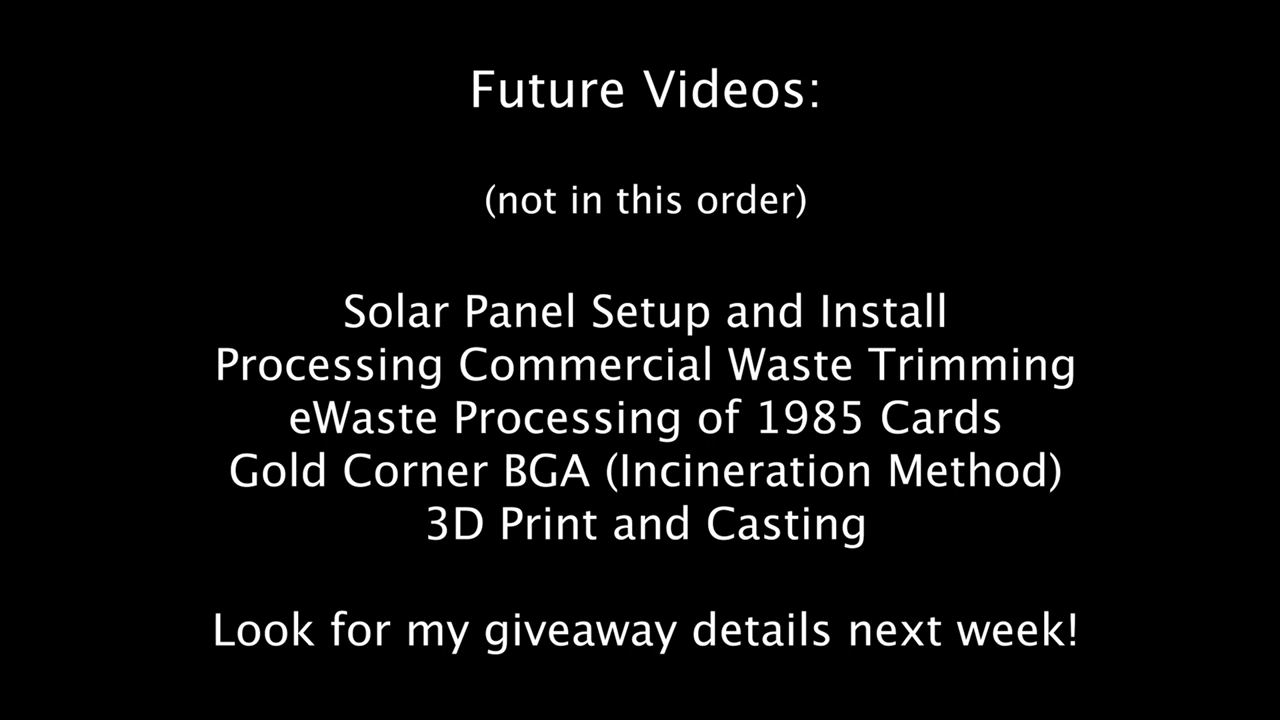 Future Videos:
(not in this order)
Solar Panel Setup and Install
Processing Commercial Waste Trimming
eWaste Processing of 1985 Cards
Gold Corner BGA (Incineration Method)
3D Print and Casting
Look for my giveaway details next week!